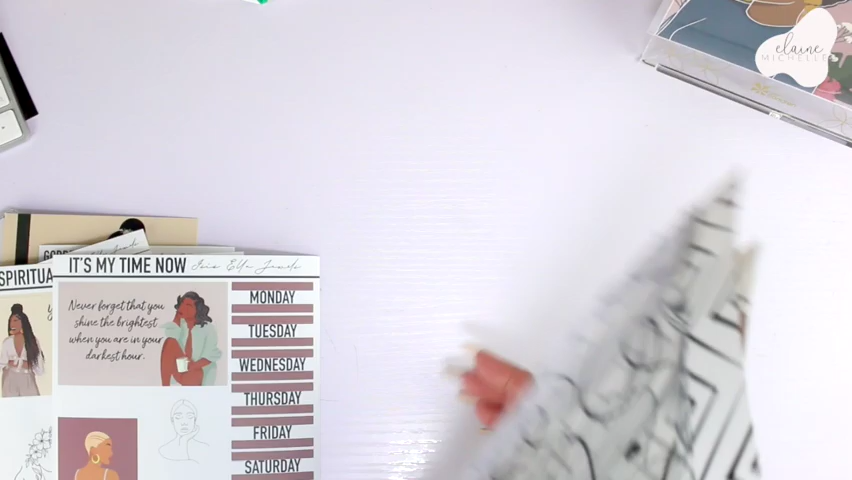 elaine
MICHELLE
GOD
SPIRITUA
IT'S MY TIME NOW
MONDAY
Never forget that you
shine the brightest
when you are in your
darkest hour.
TUESDAY
WEDNESDAY
THURSDAY
FRIDAY
SATURDAY